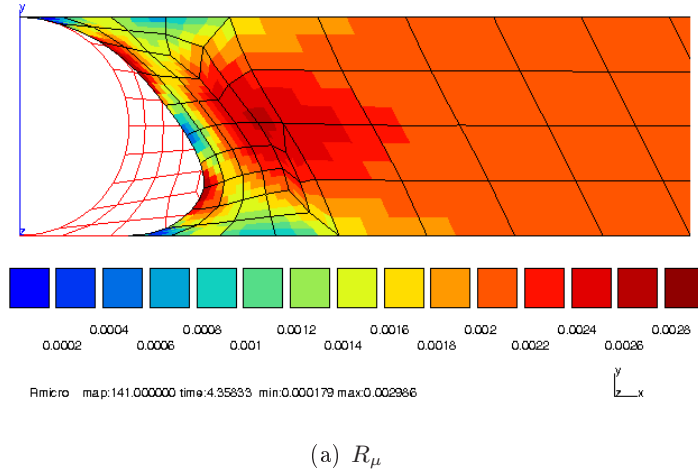 y
z
0.0004 0.0008 0.0012 0.0016 0.002 0.0024 0.0028
0.0002 0.0006 0.001 0.0014 0.0018 0.0022 0.0026
y
Rmicro map:141.000000 time:4.35833 min:0.000179 max:0.002986
z x
(a) Rμ